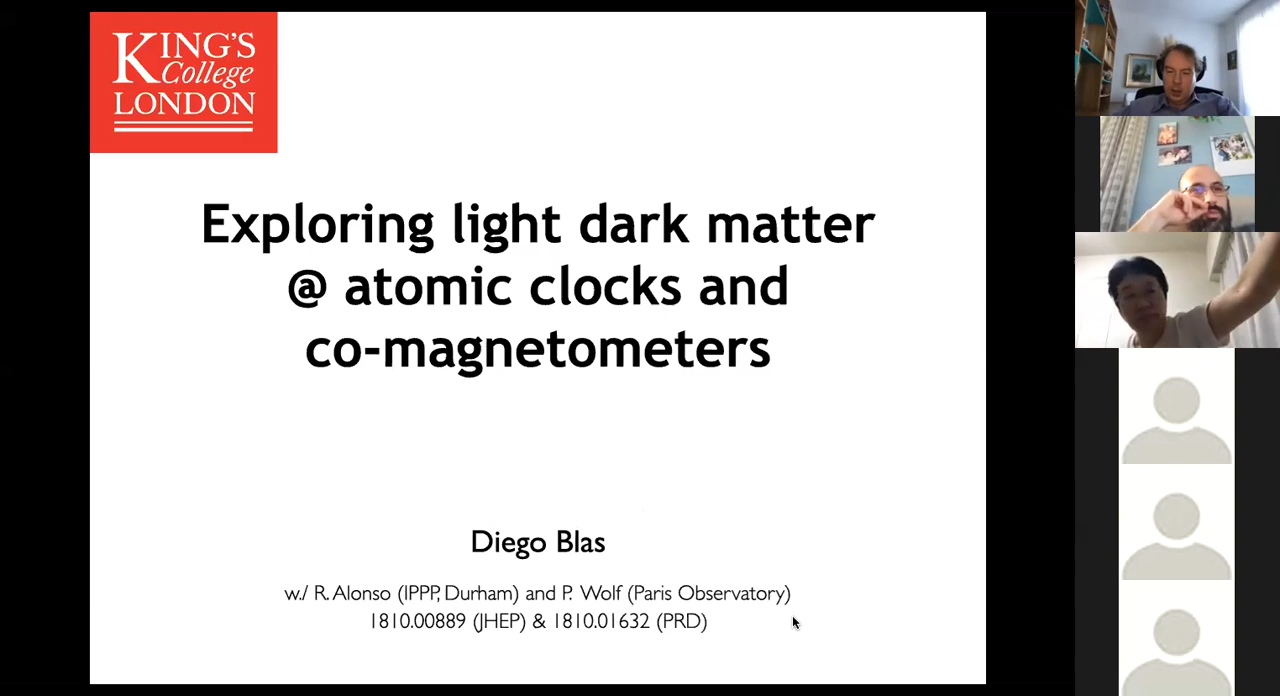 KING'S
College
LONDON
Exploring light dark matter
@ atomic clocks and
co-magnetometers
Diego Blas
w./ R. Alonso (IPPP, Durham) and P. Wolf (Paris Observatory)
1810.00889 (JHEP) & 1810.01632 (PRD)